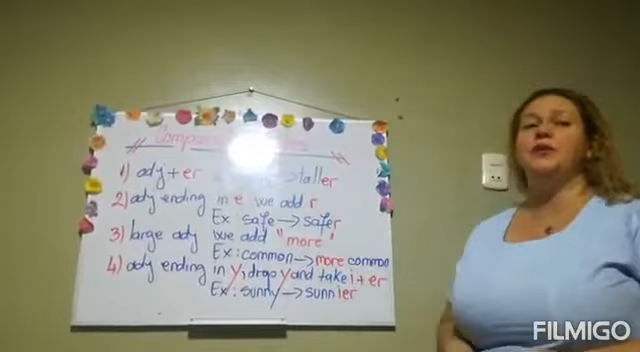 1) adj + er → taller
2) adj ending in e we add r
Ex safe → safer
3) large adj we add "more"
Ex: common → more common
4) adj ending in Y, drop Y and take i + er
Ex: sunny → sunnier
FILMIGO